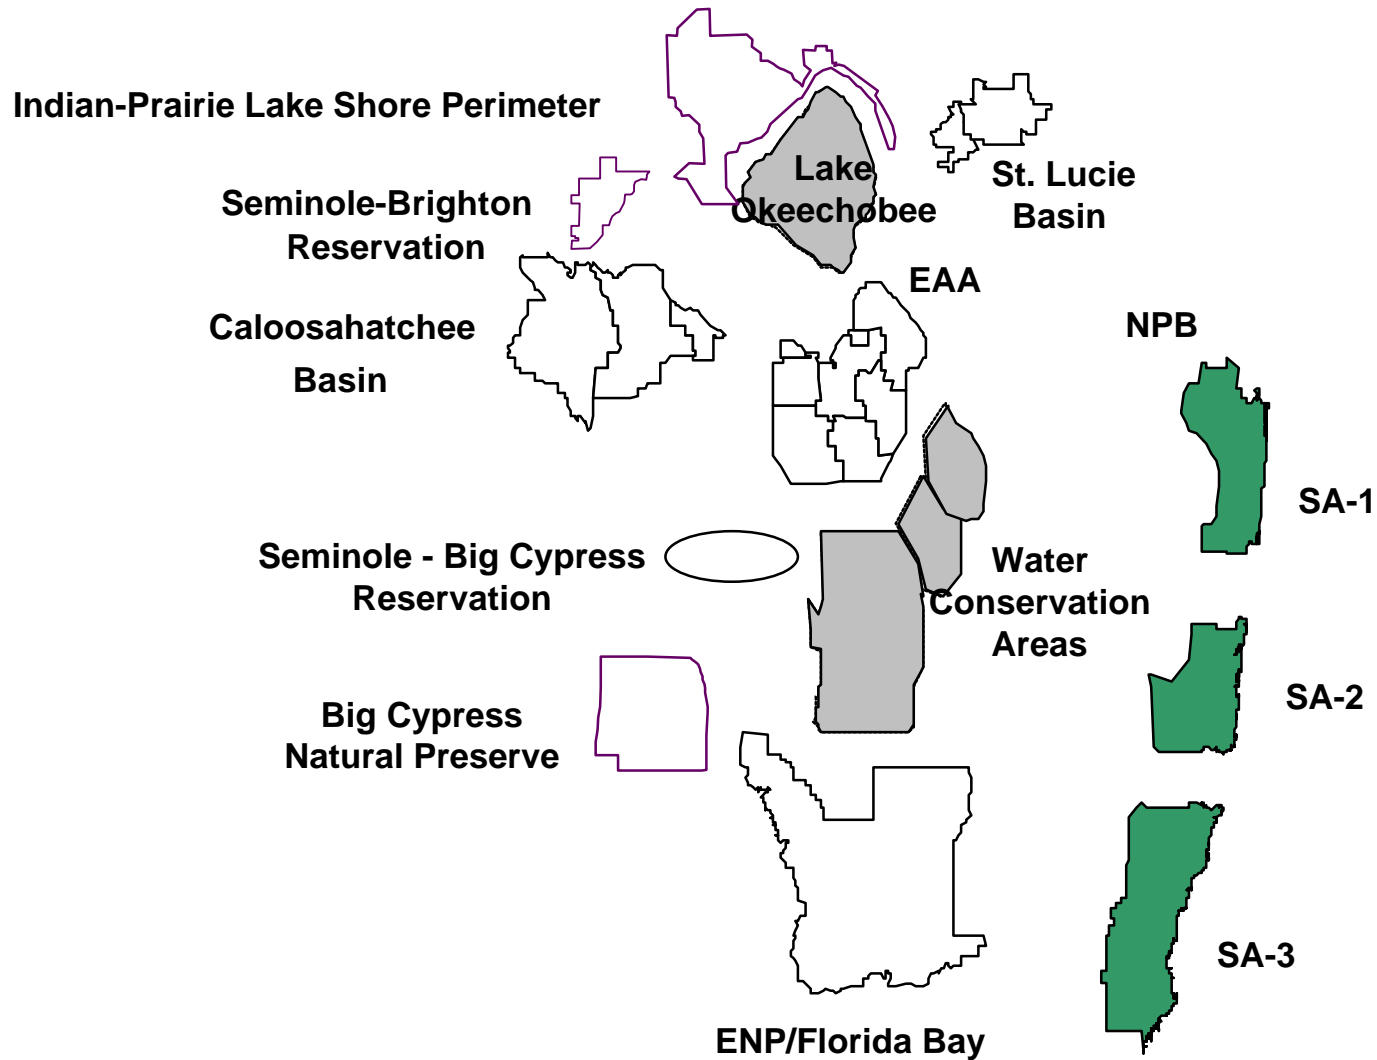 Indian-Prairie Lake Shore Perimeter
Lake
Okeechobee
St. Lucie
Basin
Seminole-Brighton
Reservation
EAA
Caloosahatchee
Basin
NPB
SA-1
Seminole - Big Cypress
Reservation
Water
Conservation
Areas
SA-2
Big Cypress
Natural Preserve
SA-3
ENP/Florida Bay